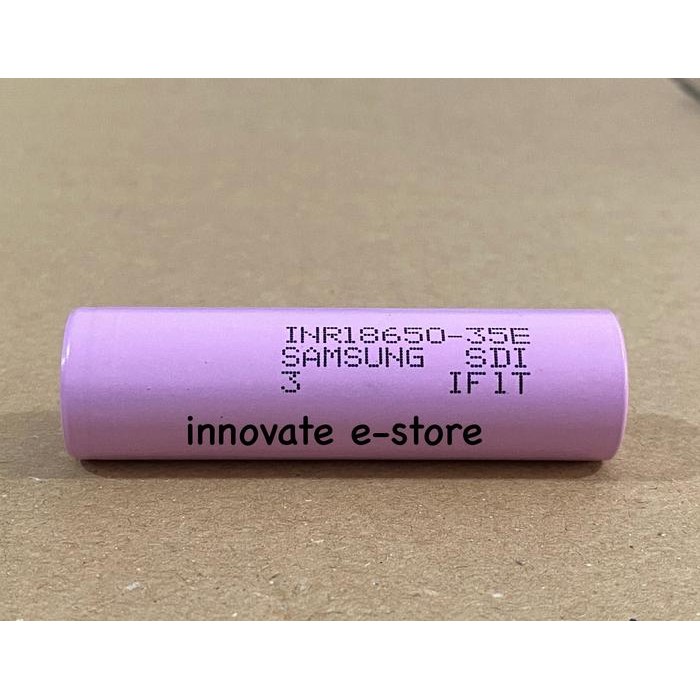 INR18650-35E
SAMSUNG SDI
3 IF1T
innovate e-store